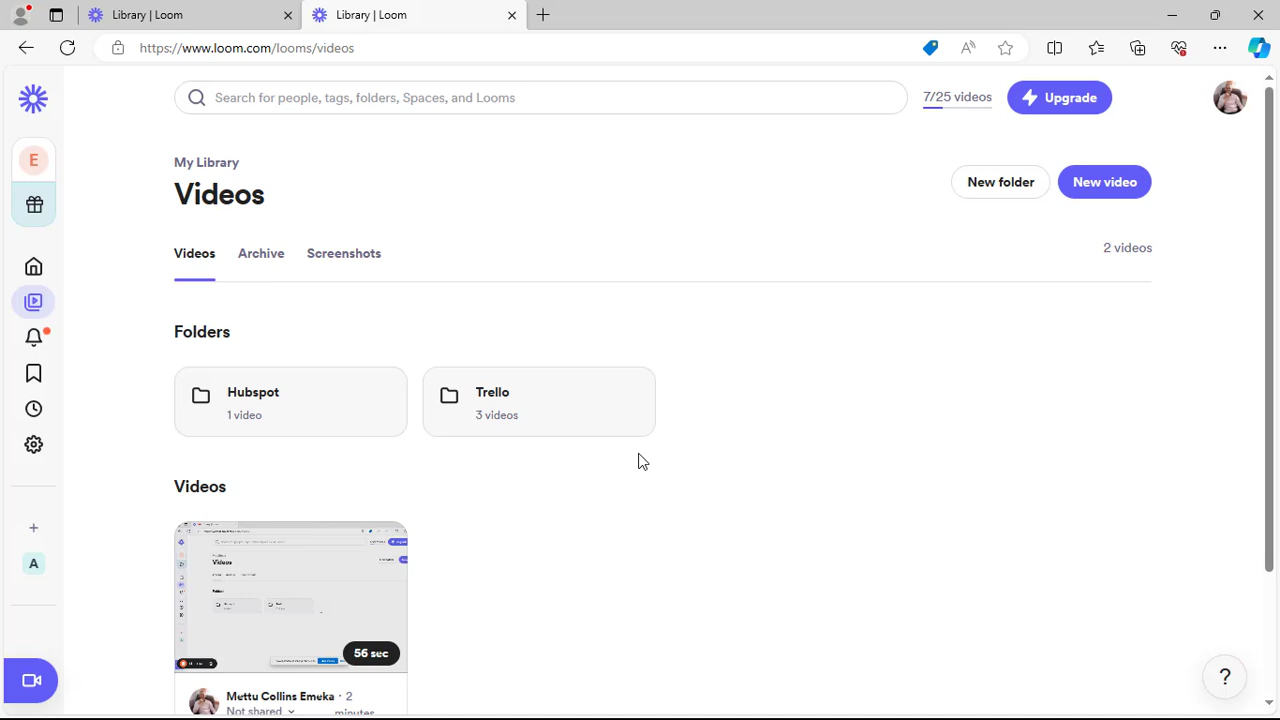 Library | Loom
Library | Loom
https://www.loom.com/looms/videos
Search for people, tags, folders, Spaces, and Looms
7/25 videos
Upgrade
E
My Library
Videos
New folder
New video
Videos
Archive
Screenshots
2 videos
Folders
Hubspot
1 video
Trello
3 videos
Videos
A
56 sec
Mettu Collins Emeka · 2
Not shared
minutes
?